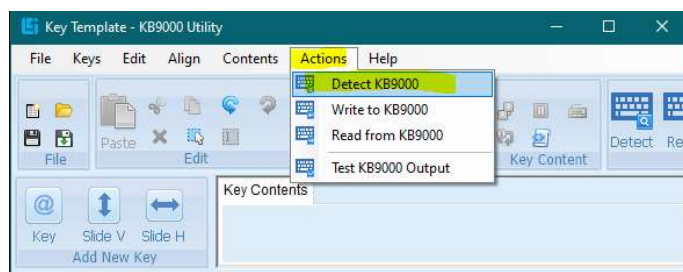 Key Template - KB9000 Utility
File Keys Edit Align Contents Actions Help
Detect KB9000
Write to KB9000
Read from KB9000
Test KB9000 Output
Paste
File Edit Key Content
Detect Re
Key Slide V Slide H
Add New Key
Key Contents